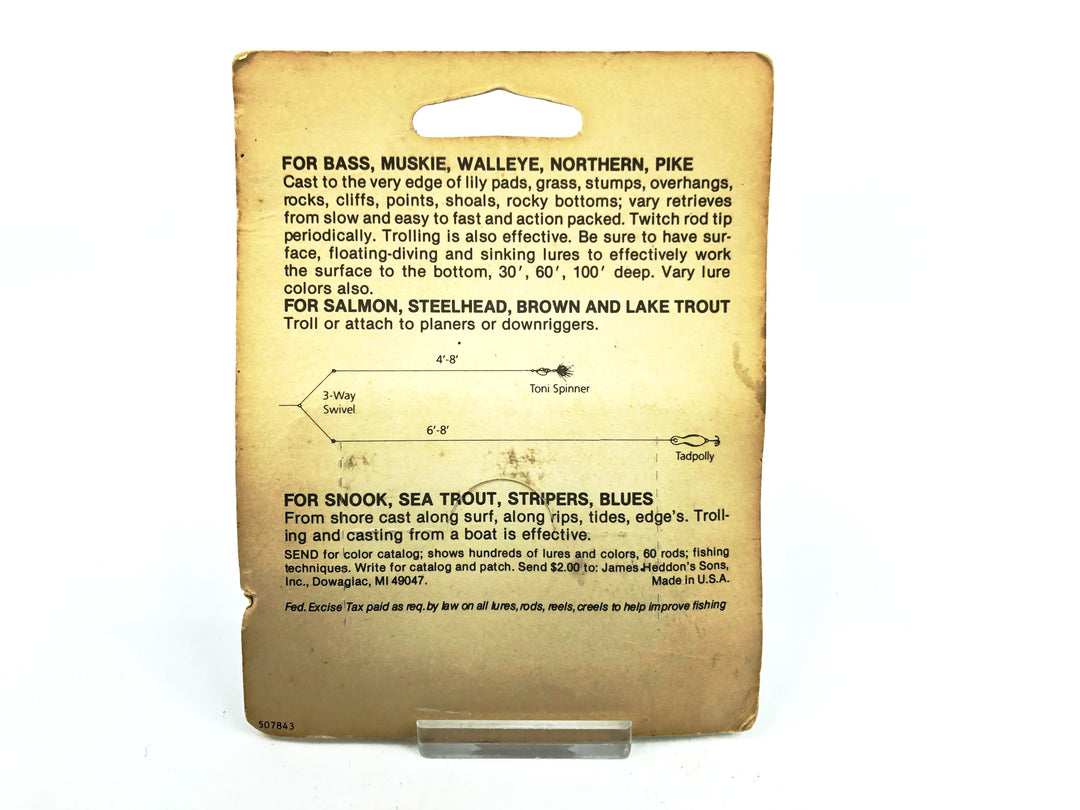 FOR BASS, MUSKIE, WALLEYE, NORTHERN, PIKE
Cast to the very edge of lily pads, grass, stumps, overhangs,
rocks, cliffs, points, shoals, rocky bottoms; vary retrieves
from slow and easy to fast and action packed. Twitch rod tip
periodically. Trolling is also effective. Be sure to have sur-
face, floating-diving and sinking lures to effectively work
the surface to the bottom, 30', 60', 100' deep. Vary lure
colors also.
FOR SALMON, STEELHEAD, BROWN AND LAKE TROUT
Troll or attach to planers or downriggers.
4'-8'
Toni Spinner
3-Way
Swivel
6'-8'
Tadpolly
FOR SNOOK, SEA TROUT, STRIPERS, BLUES
From shore cast along surf, along rips, tides, edge's. Troll-
ing and casting from a boat is effective.
SEND for color catalog; shows hundreds of lures and colors, 60 rods; fishing
techniques. Write for catalog and patch. Send $2.00 to: James Heddon's Sons,
Inc., Dowagiac, MI 49047. Made in U.S.A.
Fed. Excise Tax paid as req. by law on all lures, rods, reels, creels to help improve fishing
507843